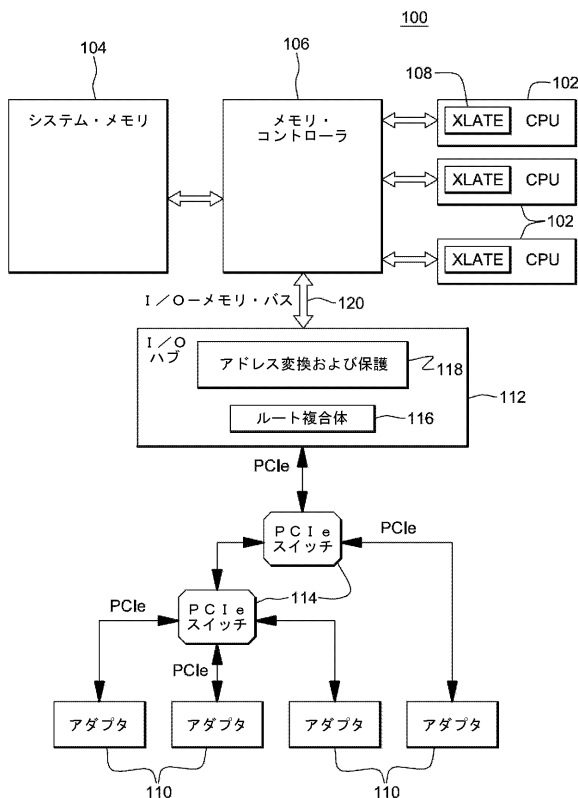 100
104
106
108
102
システム・メモリ
メモリ・
コントローラ
XLATE CPU
XLATE CPU
102
XLATE CPU
Ｉ／Ｏーメモリ・バス
120
Ｉ／Ｏ
ハブ
アドレス変換および保護
118
112
ルート複合体
116
PCIe
ＰＣＩｅ
スイッチ
PCIe
114
PCIe
ＰＣＩｅ
スイッチ
PCIe
アダプタ
アダプタ
アダプタ
アダプタ
110
110